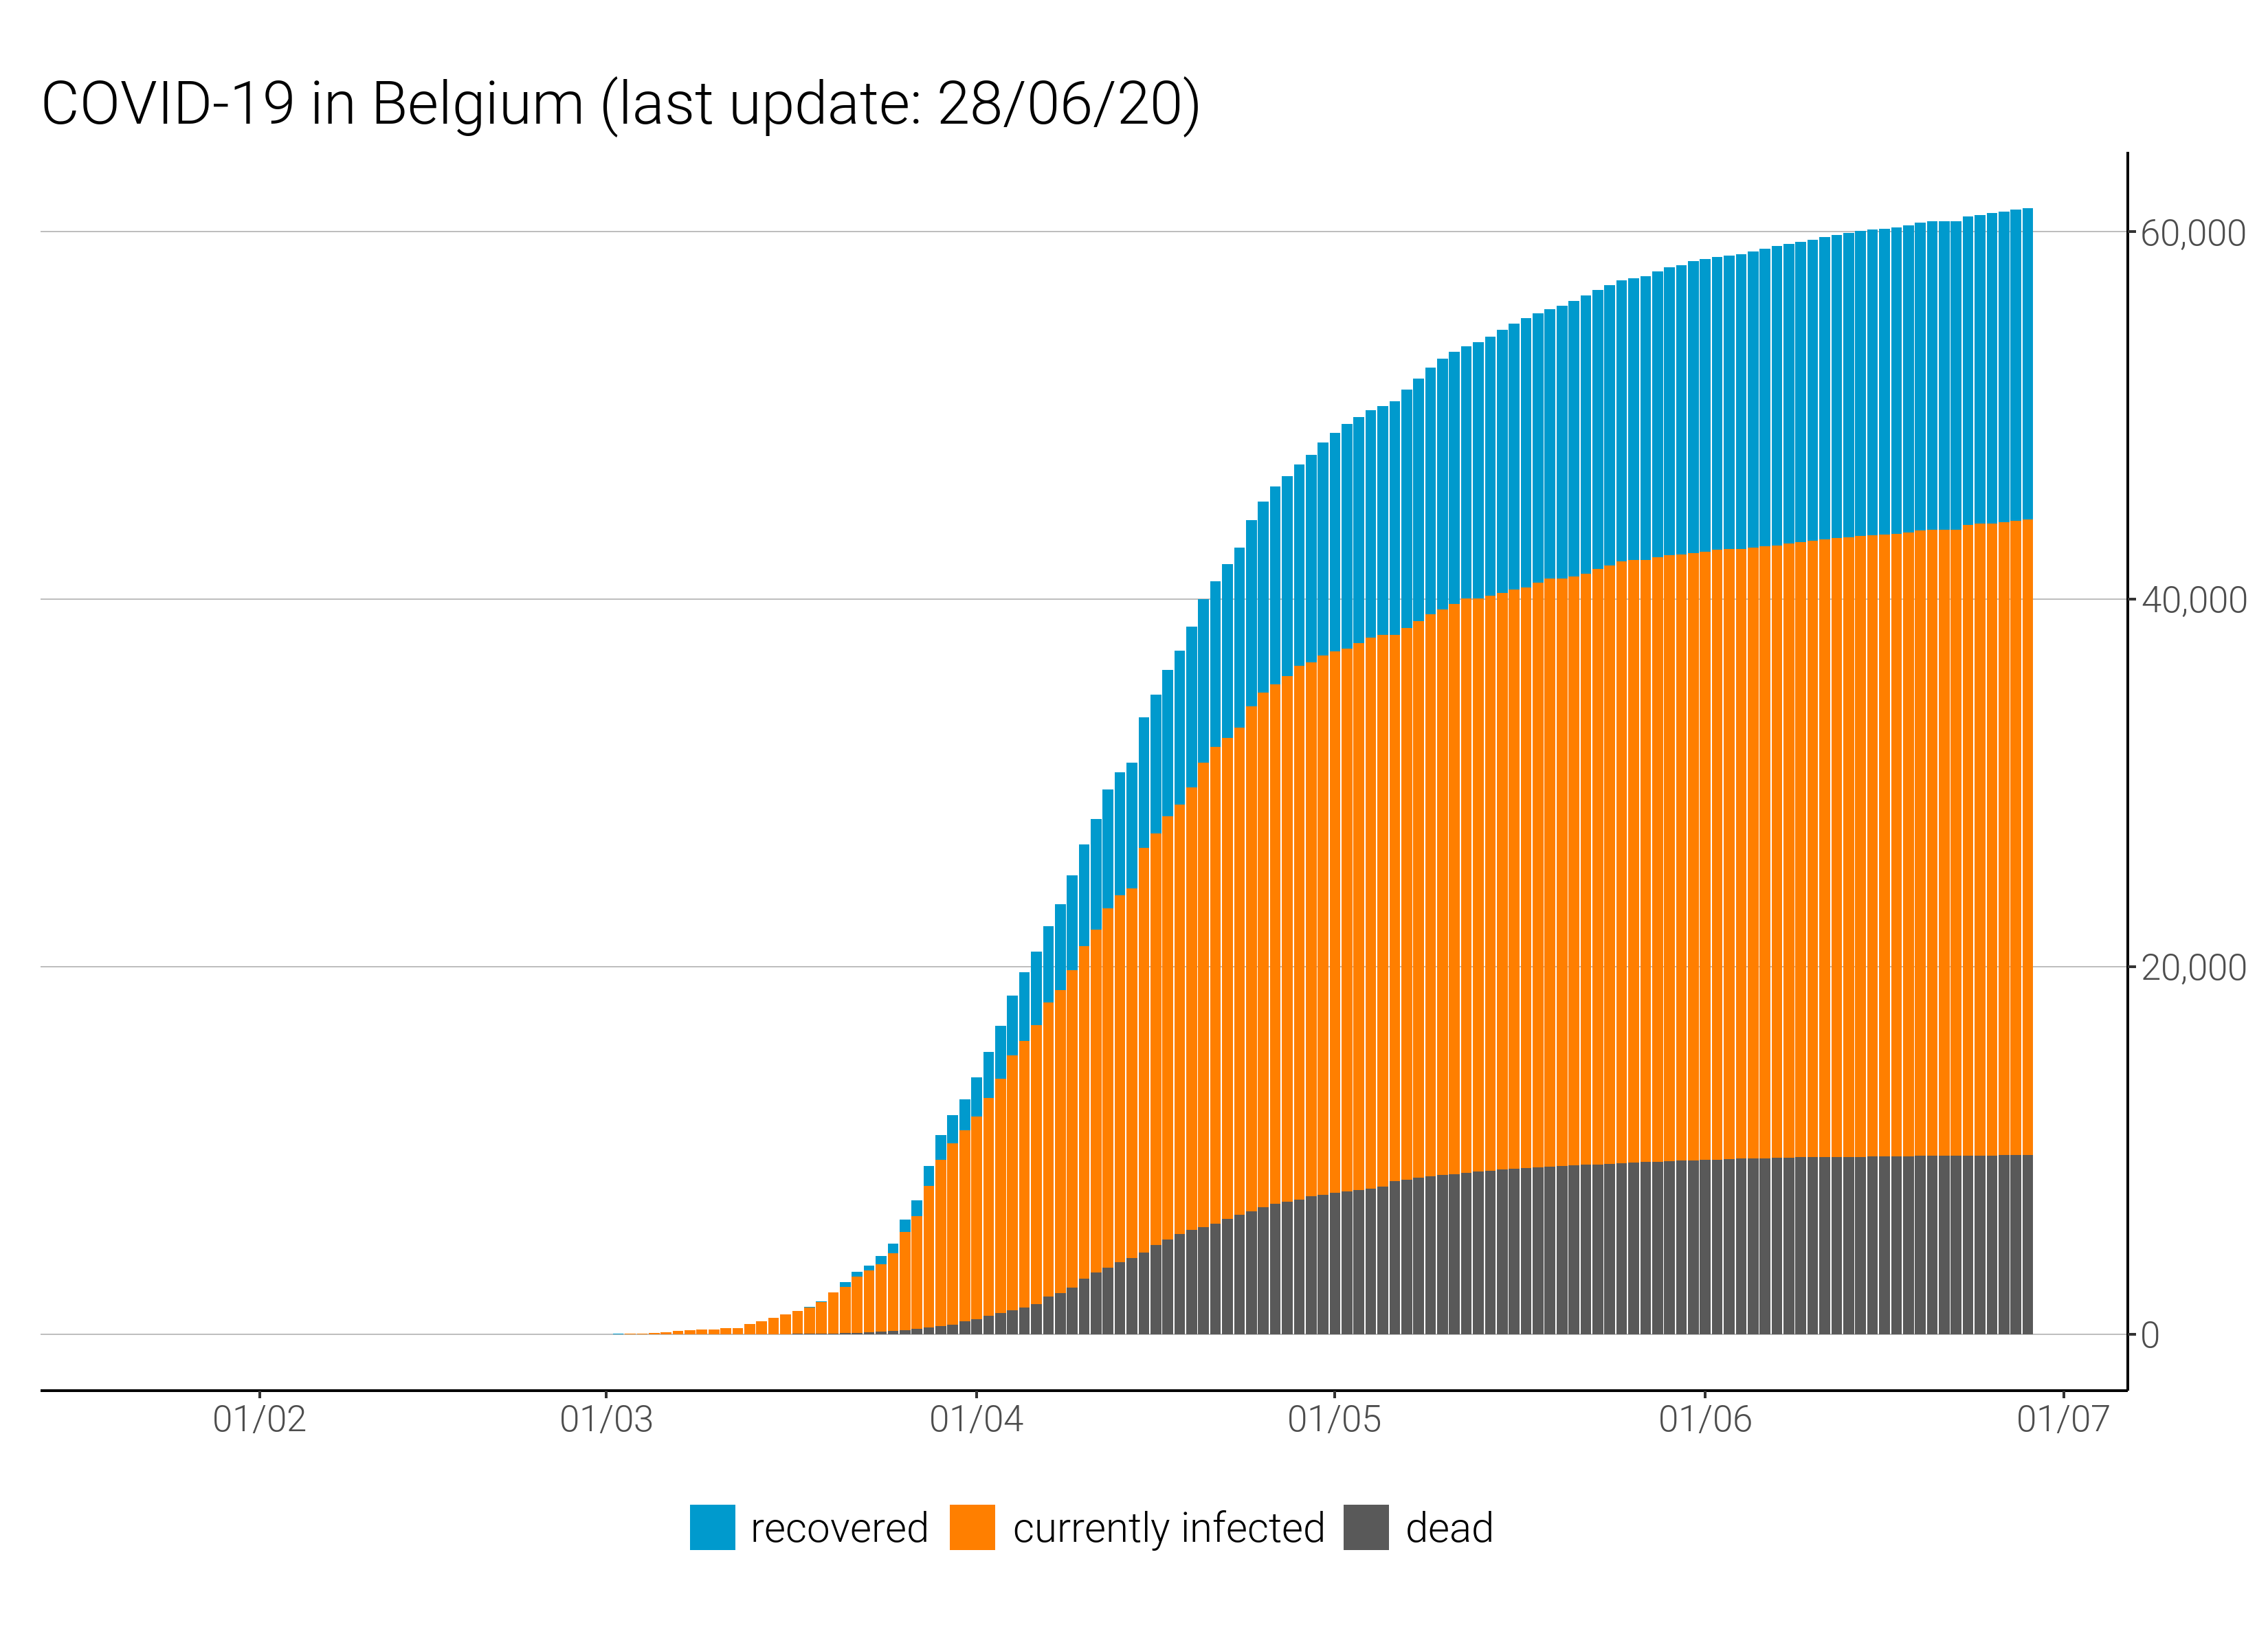 COVID-19 in Belgium (last update: 28/06/20)
60,000
40,000
20,000
0
01/02 01/03 01/04 01/05 01/06 01/07
recovered currently infected dead